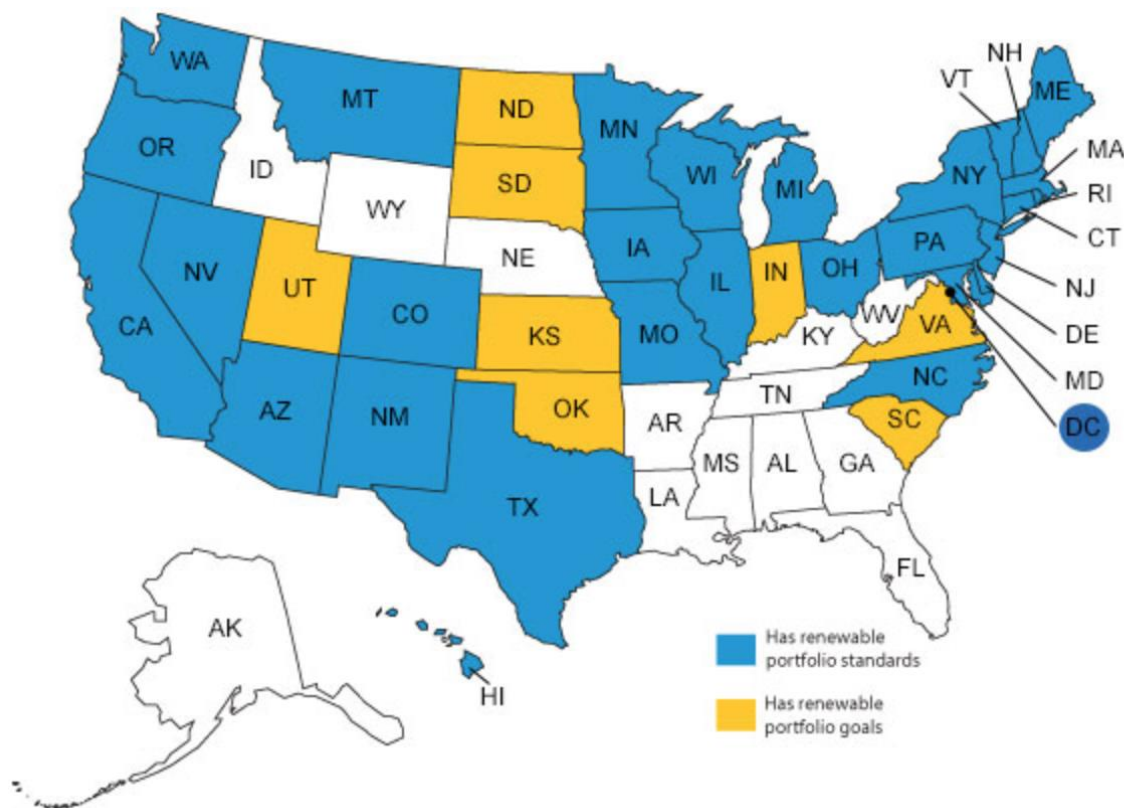 NH
VT
WA
ME
MT
ND
MN
OR
MA
ID
SD
WI
NY
MI
RI
WY
CT
IA
PA
NE
NV
IN
OH
IL
NJ
UT
CO
WV
VA
CA
KS
MO
KY
DE
NC
MD
TN
AZ
NM
OK
AR
SC
DC
MS
AL
GA
LA
TX
FL
AK
Has renewable
portfolio standards
HI
Has renewable
portfolio goals